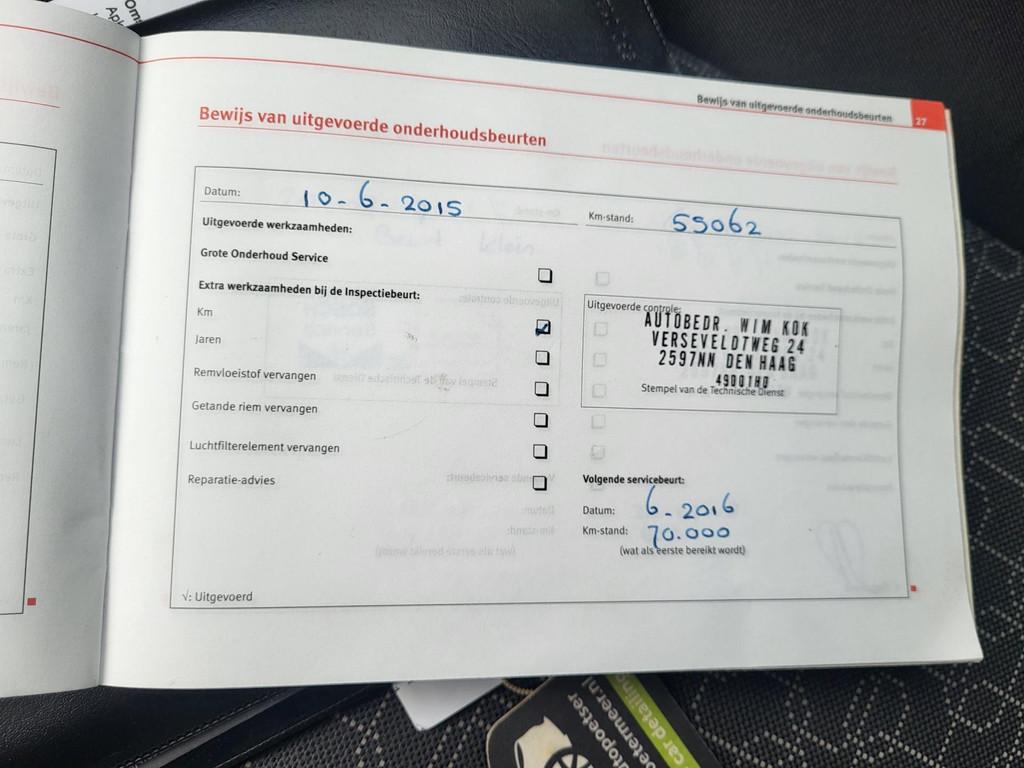 Bewijs van uitgevoerde onderhoudsbeurten
27
Bewijs van uitgevoerde onderhoudsbeurten
Datum: 10-6-2015
Km-stand: 55062
Uitgevoerde werkzaamheden:
Grote Onderhoud Service
Extra werkzaamheden bij de Inspectiebeurt:
Km
Jaren
Remvloeistof vervangen
Getande riem vervangen
Luchtfilterelement vervangen
Reparatie-advies
Uitgevoerde controle:
AUTOBEDR. WIM KOK
VERSEVELDTWEG 24
2597NN DEN HAAG
Stempel van de Technische Dienst
Volgende servicebeurt:
Datum: 6-2016
Km-stand: 70.000
(wat als eerste bereikt wordt)
√: Uitgevoerd
car detailing